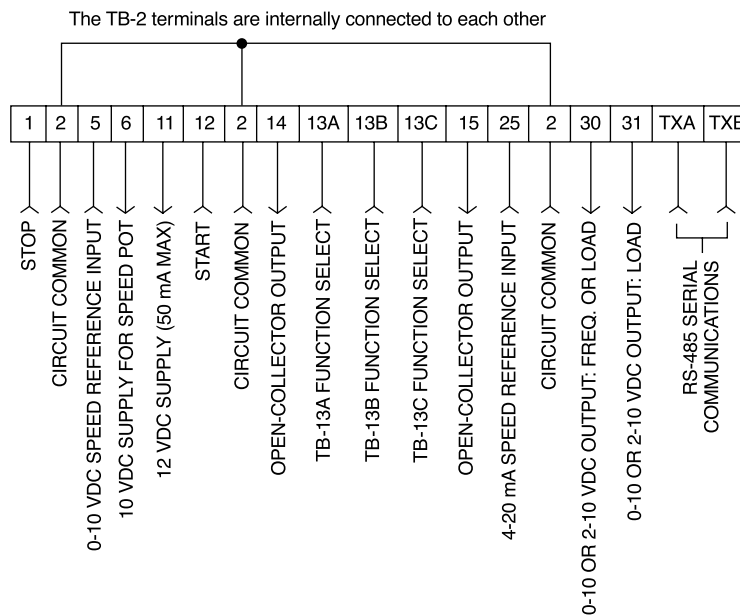 The TB-2 terminals are internally connected to each other
1 2 5 6 11 12 2 14 13A 13B 13C 15 25 2 30 31 TXA TXB
STOP
CIRCUIT COMMON
0-10 VDC SPEED REFERENCE INPUT
10 VDC SUPPLY FOR SPEED POT
12 VDC SUPPLY (50 mA MAX)
START
CIRCUIT COMMON
OPEN-COLLECTOR OUTPUT
TB-13A FUNCTION SELECT
TB-13B FUNCTION SELECT
TB-13C FUNCTION SELECT
OPEN-COLLECTOR OUTPUT
4-20 mA SPEED REFERENCE INPUT
CIRCUIT COMMON
0-10 OR 2-10 VDC OUTPUT: FREQ. OR LOAD
0-10 OR 2-10 VDC OUTPUT: LOAD
RS-485 SERIAL
COMMUNICATIONS